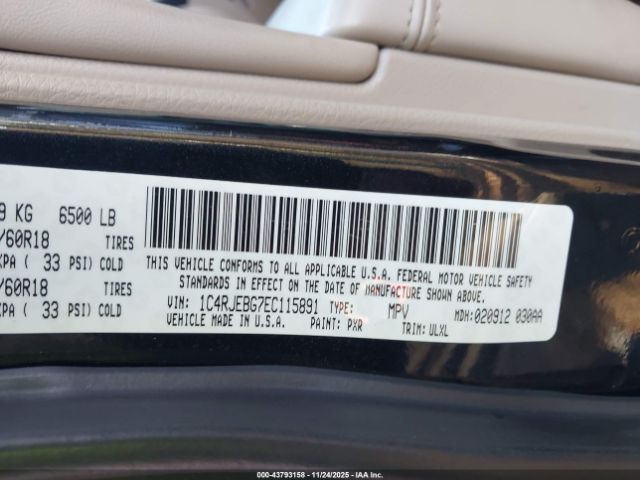 9 KG 6500 LB
/60R18 TIRES
KPA ( 33 PSI) COLD
/60R18 TIRES
KPA ( 33 PSI) COLD
THIS VEHICLE CONFORMS TO ALL APPLICABLE U.S.A. FEDERAL MOTOR VEHICLE SAFETY
STANDARDS IN EFFECT ON THE DATE OF MANUFACTURE SHOWN ABOVE.
VIN: 1C4RJEBG7EC115891 TYPE: MPV MDH:020912 030AA
VEHICLE MADE IN U.S.A. PAINT: PXR TRIM: ULXL
000-43793158 - 11/24/2025 - IAA Inc.